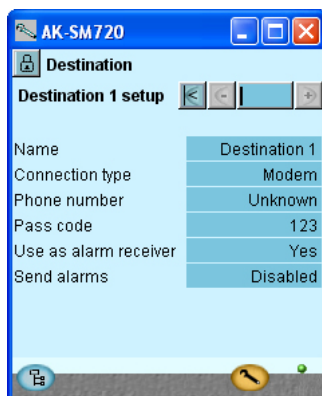 AK-SM720
Destination
Destination 1 setup
Name Destination 1
Connection type Modem
Phone number Unknown
Pass code 123
Use as alarm receiver Yes
Send alarms Disabled